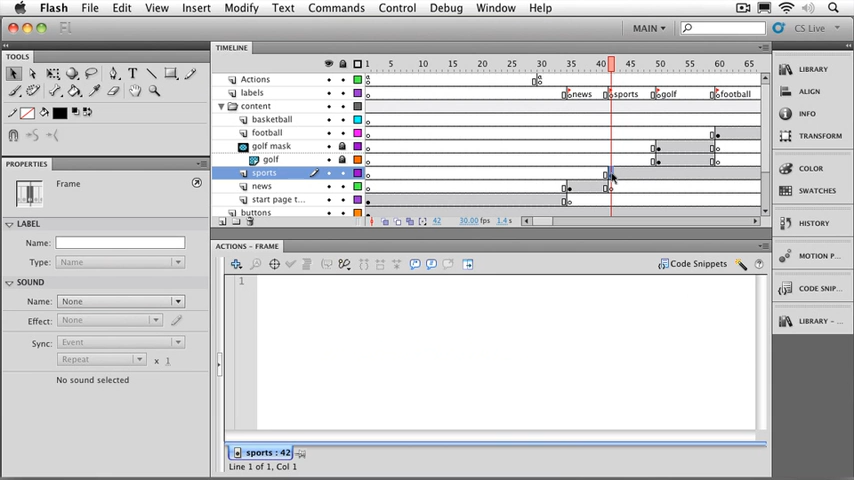 Flash File Edit View Insert Modify Text Commands Control Debug Window Help
MAIN CS Live
TOOLS
TIMELINE
1 5 10 15 20 25 30 35 40 45 50 55 60 65
Actions
labels news sports golf football
content
basketball
football
golf mask
golf
sports
news
start page t...
buttons
42 30.00 fps 1.4 s
PROPERTIES
Frame
LABEL
Name:
Type: Name
SOUND
Name: None
Effect: None
Sync: Event
Repeat x 1
No sound selected
ACTIONS - FRAME
Code Snippets
1
sports : 42
Line 1 of 1, Col 1
LIBRARY
ALIGN
INFO
TRANSFORM
COLOR
SWATCHES
HISTORY
MOTION P...
CODE SNIP...
LIBRARY - ...